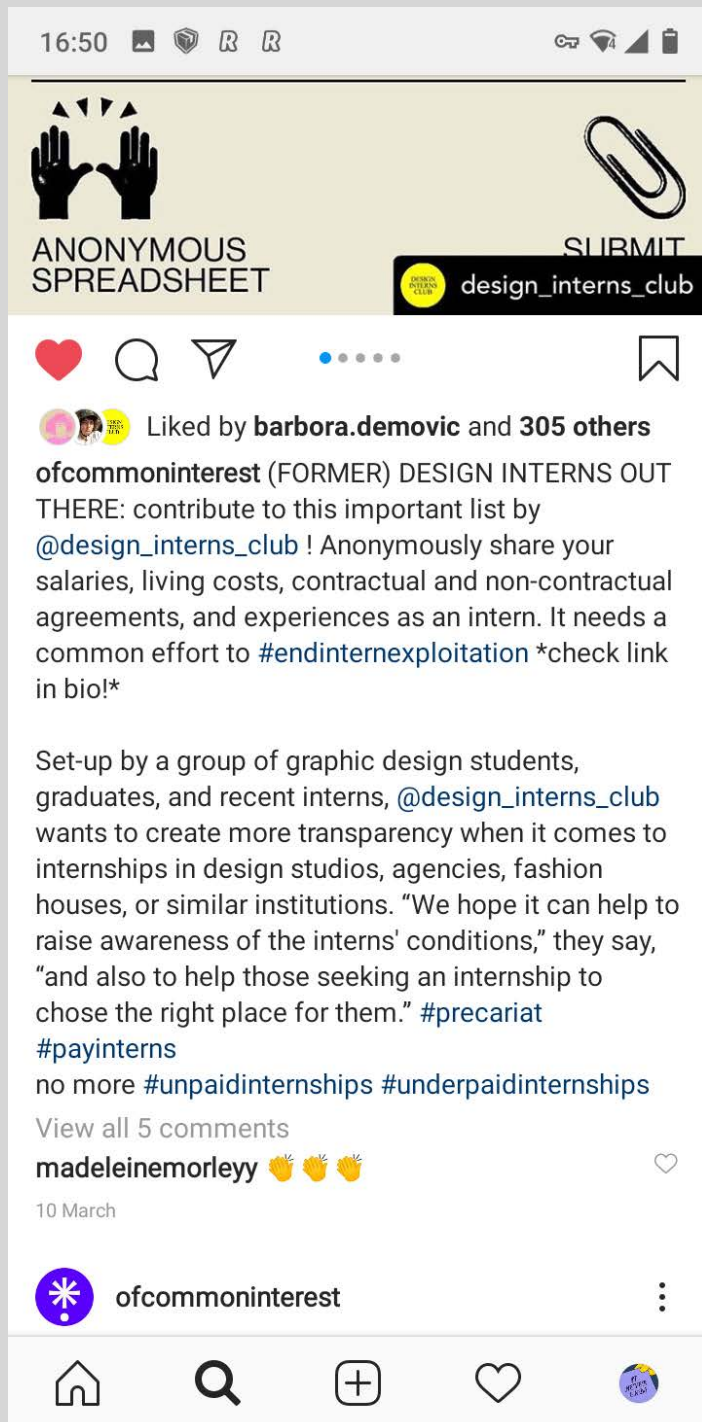 16:50
ANONYMOUS
SPREADSHEET
SUBMIT
DESIGN
INTERNS
CLUB
design_interns_club
Liked by barbora.demovic and 305 others
ofcommoninterest (FORMER) DESIGN INTERNS OUT
THERE: contribute to this important list by
@design_interns_club ! Anonymously share your
salaries, living costs, contractual and non-contractual
agreements, and experiences as an intern. It needs a
common effort to #endinternexploitation *check link
in bio!*
Set-up by a group of graphic design students,
graduates, and recent interns, @design_interns_club
wants to create more transparency when it comes to
internships in design studios, agencies, fashion
houses, or similar institutions. “We hope it can help to
raise awareness of the interns' conditions,” they say,
“and also to help those seeking an internship to
chose the right place for them.” #precariat
#payinterns
no more #unpaidinternships #underpaidinternships
View all 5 comments
madeleinemorleyy 👏👏👏
10 March
ofcommoninterest